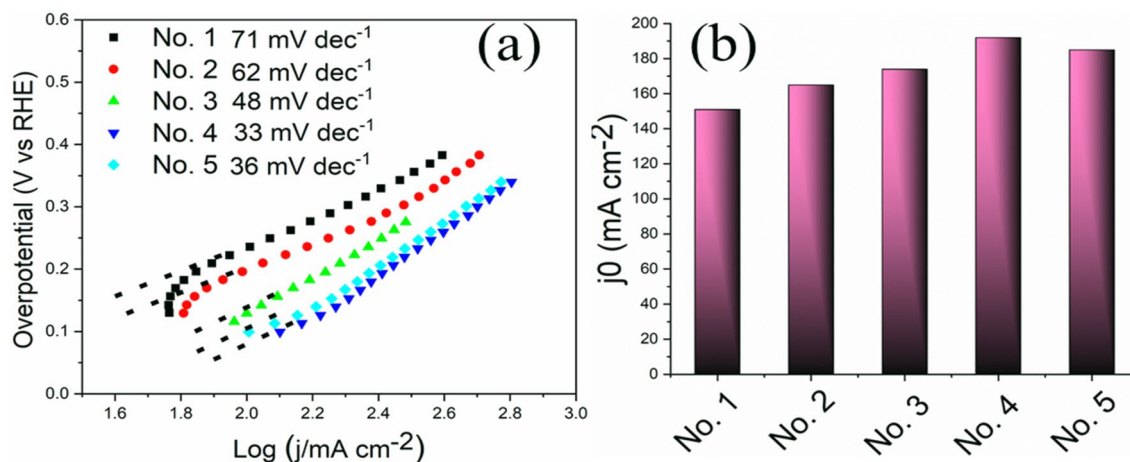 (a)
No. 1 71 mV dec-1
No. 2 62 mV dec-1
No. 3 48 mV dec-1
No. 4 33 mV dec-1
No. 5 36 mV dec-1
Overpotential (V vs RHE)
0.6
0.5
0.4
0.3
0.2
0.1
0.0
1.6 1.8 2.0 2.2 2.4 2.6 2.8 3.0
Log (j/mA cm-2)
(b)
j0 (mA cm-2)
200
180
160
140
120
100
80
60
40
20
0
No. 1 No. 2 No. 3 No. 4 No. 5